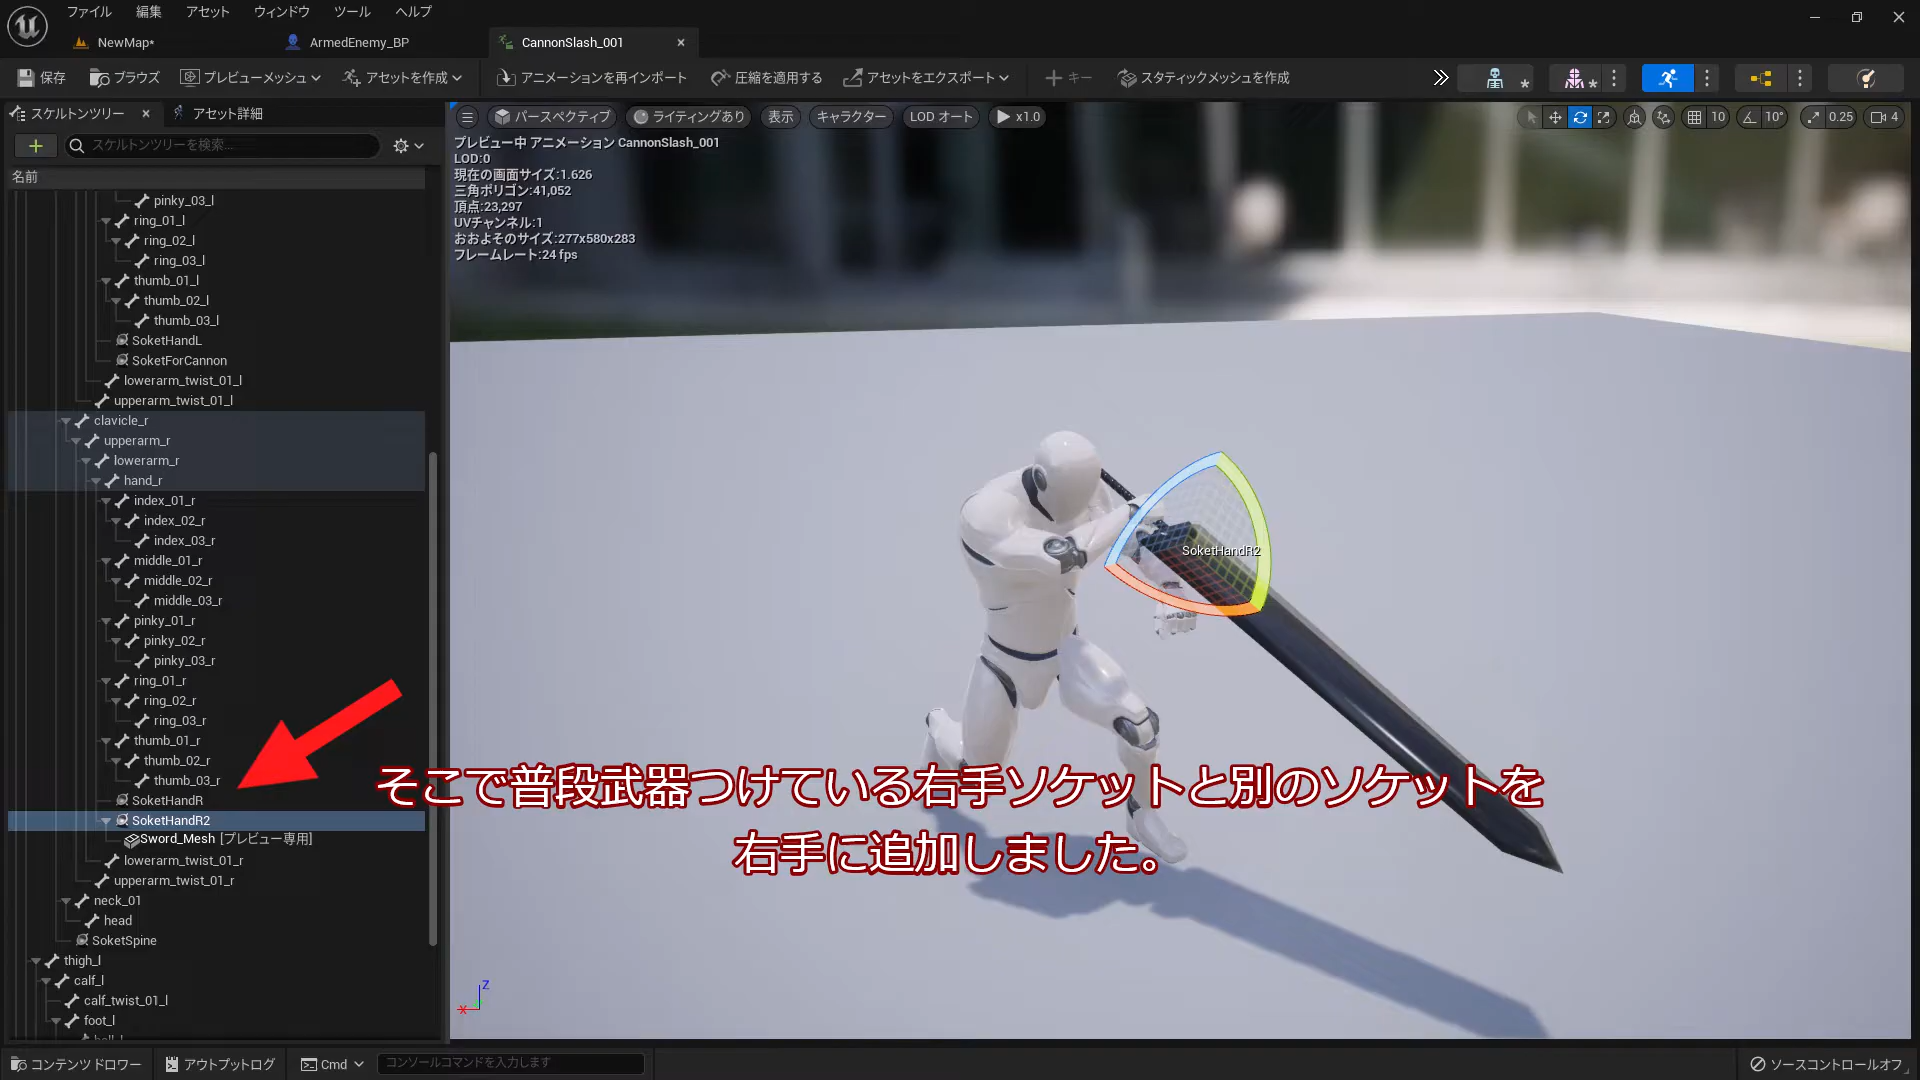 ファイル 編集 アセット ウィンドウ ツール ヘルプ
NewMap* ArmedEnemy_BP CannonSlash_001
保存 ブラウズ プレビューメッシュ アセットを作成 アニメーションを再インポート 圧縮を適用する アセットをエクスポート キー スタティックメッシュを作成
スケルトンツリー アセット詳細
パースペクティブ ライティングあり 表示 キャラクター LOD オート x1.0 10 10° 0.25 4
スケルトンツリーを検索...
名前
プレビュー中 アニメーション CannonSlash_001
LOD:0
現在の画面サイズ:1.626
三角ポリゴン:41,052
頂点:23,297
UVチャンネル:1
おおよそのサイズ:277x580x283
フレームレート:24 fps
pinky_03_l
ring_01_l
ring_02_l
ring_03_l
thumb_01_l
thumb_02_l
thumb_03_l
SoketHandL
SoketForCannon
lowerarm_twist_01_l
upperarm_twist_01_l
clavicle_r
upperarm_r
lowerarm_r
hand_r
index_01_r
index_02_r
index_03_r
middle_01_r
middle_02_r
middle_03_r
pinky_01_r
pinky_02_r
pinky_03_r
ring_01_r
ring_02_r
ring_03_r
thumb_01_r
thumb_02_r
thumb_03_r
SoketHandR
SoketHandR2
Sword_Mesh [プレビュー専用]
lowerarm_twist_01_r
upperarm_twist_01_r
neck_01
head
SoketSpine
thigh_l
calf_l
calf_twist_01_l
foot_l
SoketHandR2
そこで普段武器つけている右手ソケットと別のソケットを
右手に追加しました。
Z
X
コンテンツドロワー アウトプットログ Cmd コンソールコマンドを入力します ソースコントロールオフ